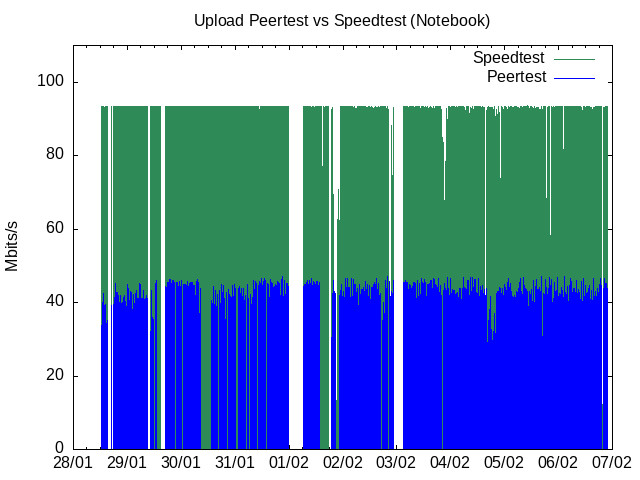 Upload Peertest vs Speedtest (Notebook)
Speedtest
Peertest
Mbits/s
100
80
60
40
20
0
28/01 29/01 30/01 31/01 01/02 02/02 03/02 04/02 05/02 06/02 07/02